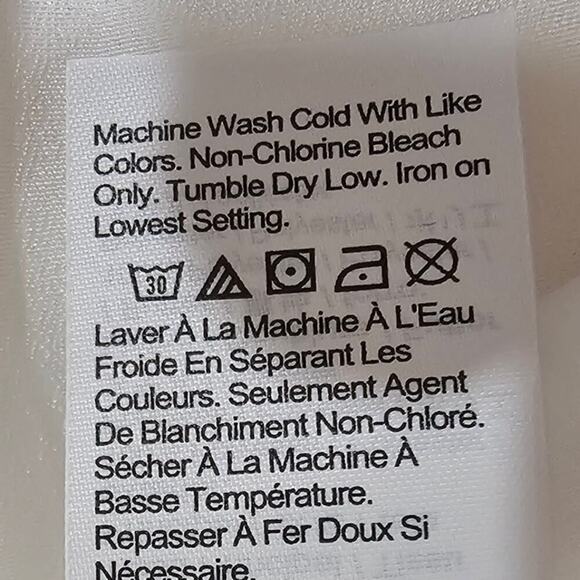 Machine Wash Cold With Like
Colors. Non-Chlorine Bleach
Only. Tumble Dry Low. Iron on
Lowest Setting.
30
Laver À La Machine À L'Eau
Froide En Séparant Les
Couleurs. Seulement Agent
De Blanchiment Non-Chloré.
Sécher À La Machine À
Basse Température.
Repasser À Fer Doux Si
Nécessaire.